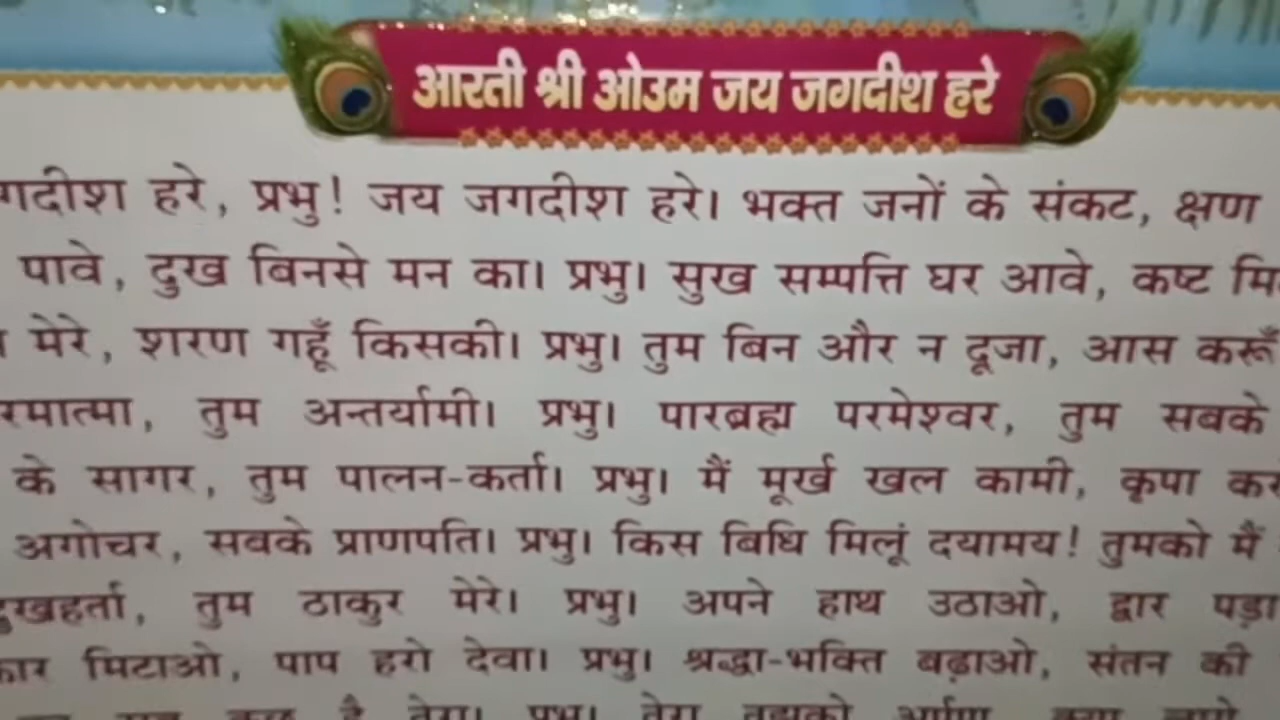 आरती श्री ओउम जय जगदीश हरे
गदीश हरे, प्रभु! जय जगदीश हरे। भक्त जनों के संकट, क्षण
पावे, दुख बिनसे मन का। प्रभु। सुख सम्पत्ति घर आवे, कष्ट मि
मेरे, शरण गहूँ किसकी। प्रभु। तुम बिन और न दूजा, आस करूँ
रमात्मा, तुम अन्तर्यामी। प्रभु। पारब्रह्म परमेश्वर, तुम सबके
के सागर, तुम पालन-कर्ता। प्रभु। मैं मूर्ख खल कामी, कृपा कर
अगोचर, सबके प्राणपति। प्रभु। किस बिधि मिलूं दयामय! तुमको मैं
दुखहर्ता, तुम ठाकुर मेरे। प्रभु। अपने हाथ उठाओ, द्वार पड़ा
कार मिटाओ, पाप हरो देवा। प्रभु। श्रद्धा-भक्ति बढ़ाओ, संतन की